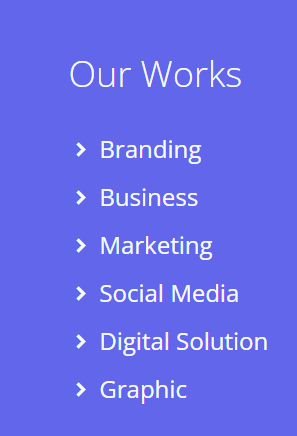 Our Works
Branding
Business
Marketing
Social Media
Digital Solution
Graphic